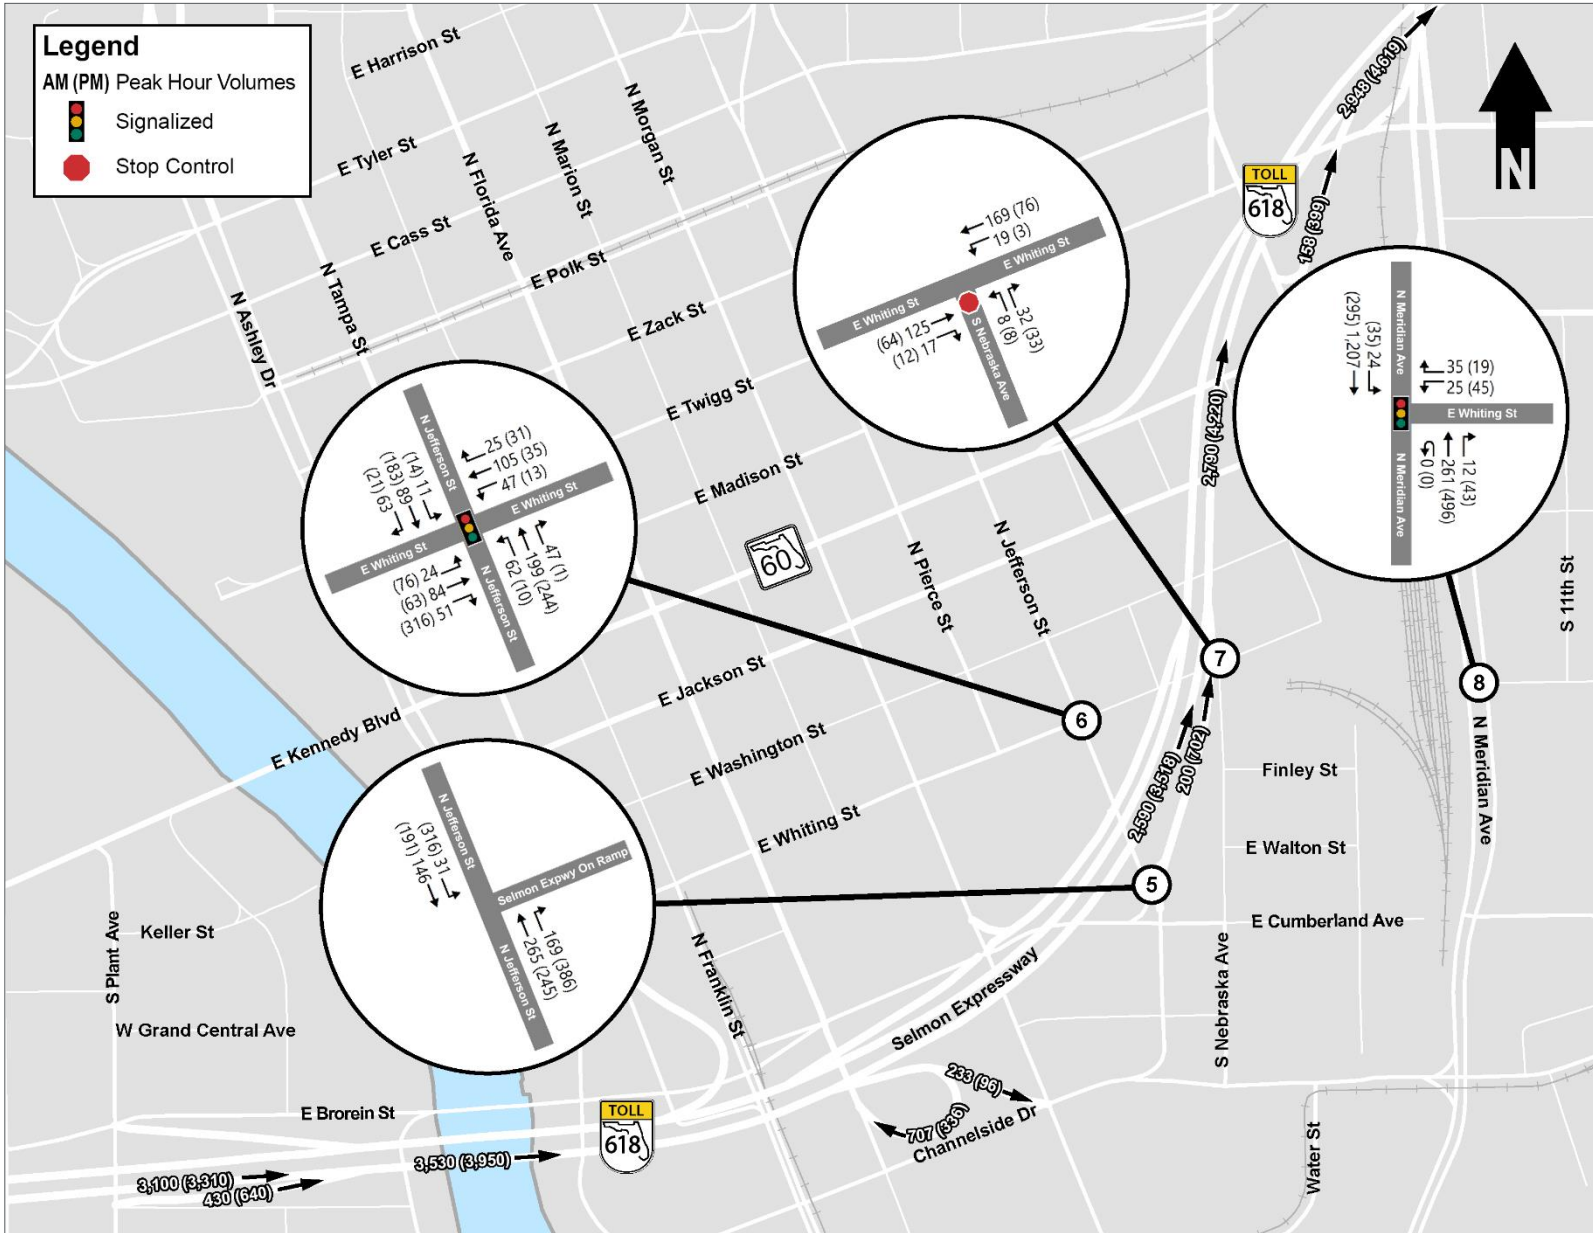 Legend
AM (PM) Peak Hour Volumes
Signalized
Stop Control
E Harrison St
E Tyler St
E Cass St
E Polk St
E Zack St
E Twigg St
E Madison St
E Kennedy Blvd
E Jackson St
E Washington St
E Whiting St
N Ashley Dr
N Tampa St
N Florida Ave
N Marion St
N Morgan St
N Pierce St
N Jefferson St
N Franklin St
60
TOLL
618
2,948 (4,619)
158 (399)
2,790 (4,220)
2,590 (3,518)
200 (702)
N
169 (76)
19 (3)
E Whiting St
E Whiting St
(64) 125
(12) 17
S Nebraska Ave
8 (8)
32 (33)
7
N Meridian Ave
(295) 1,207
(35) 24
35 (19)
25 (45)
E Whiting St
N Meridian Ave
0 (0)
261 (496)
12 (43)
8
N Jefferson St
25 (31)
105 (35)
47 (13)
(14) 11
(183) 89
(21) 63
E Whiting St
E Whiting St
(76) 24
(63) 84
(316) 51
N Jefferson St
62 (10)
199 (244)
47 (1)
6
N Jefferson St
(316) 31
(191) 146
Selmon Expwy On Ramp
N Jefferson St
265 (245)
169 (386)
5
S 11th St
N Meridian Ave
Finley St
E Walton St
E Cumberland Ave
S Nebraska Ave
Selmon Expressway
Keller St
S Plant Ave
W Grand Central Ave
E Brorein St
TOLL
618
3,100 (3,310)
430 (640)
3,530 (3,950)
233 (96)
707 (336)
Channelside Dr
Water St